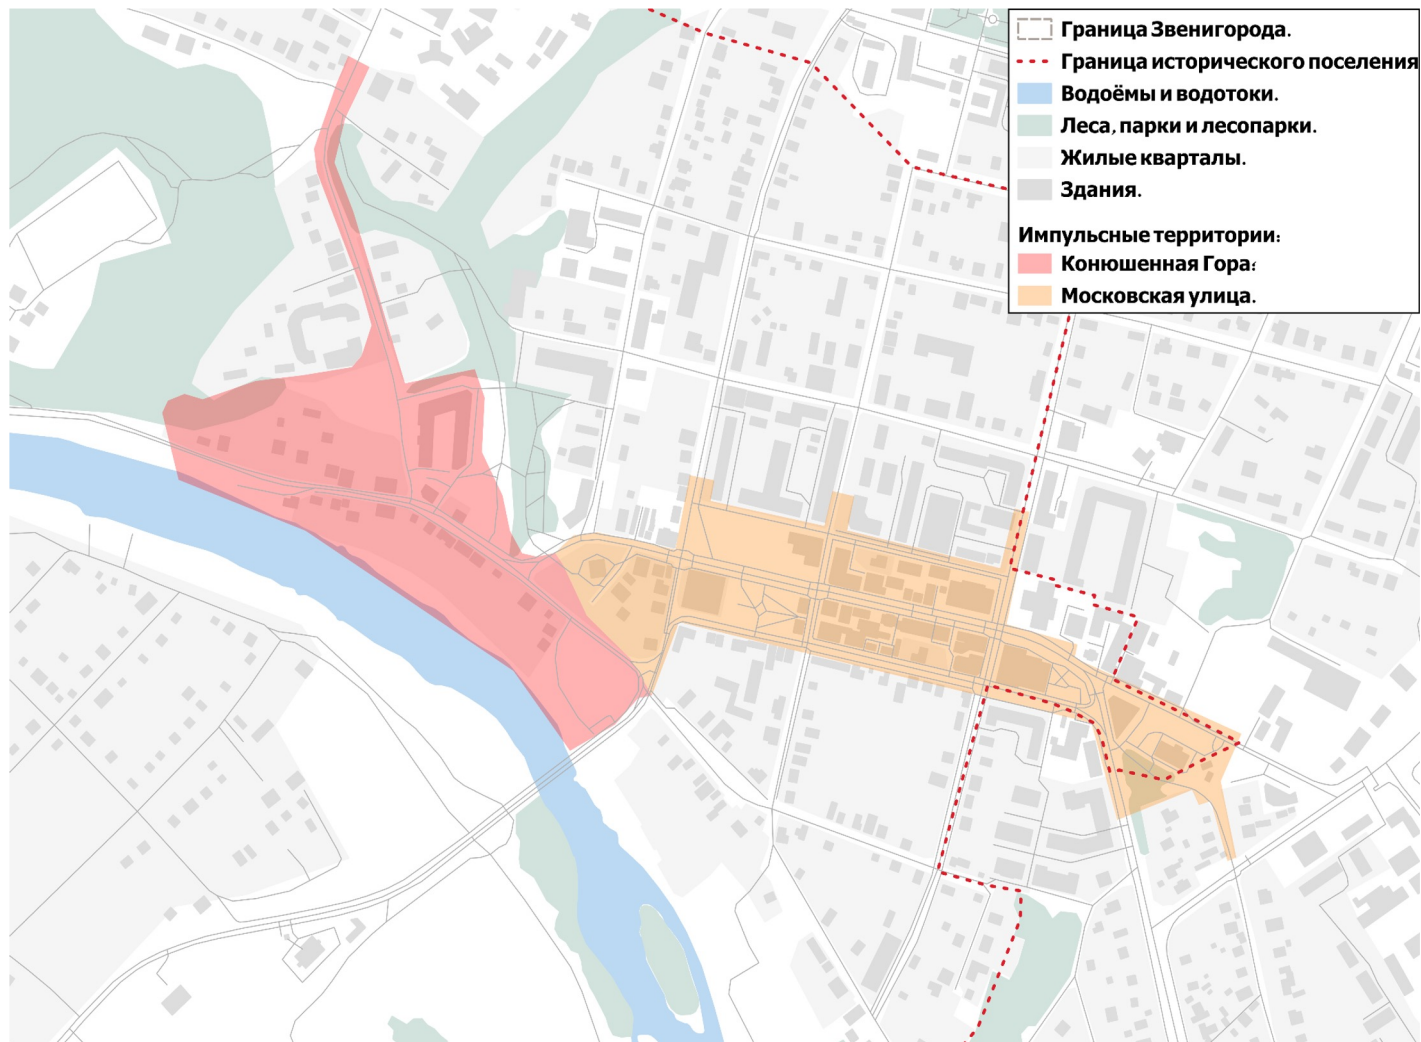 Граница Звенигорода.
Граница исторического поселения
Водоёмы и водотоки.
Леса, парки и лесопарки.
Жилые кварталы.
Здания.
Импульсные территории:
Конюшенная Гора:
Московская улица.